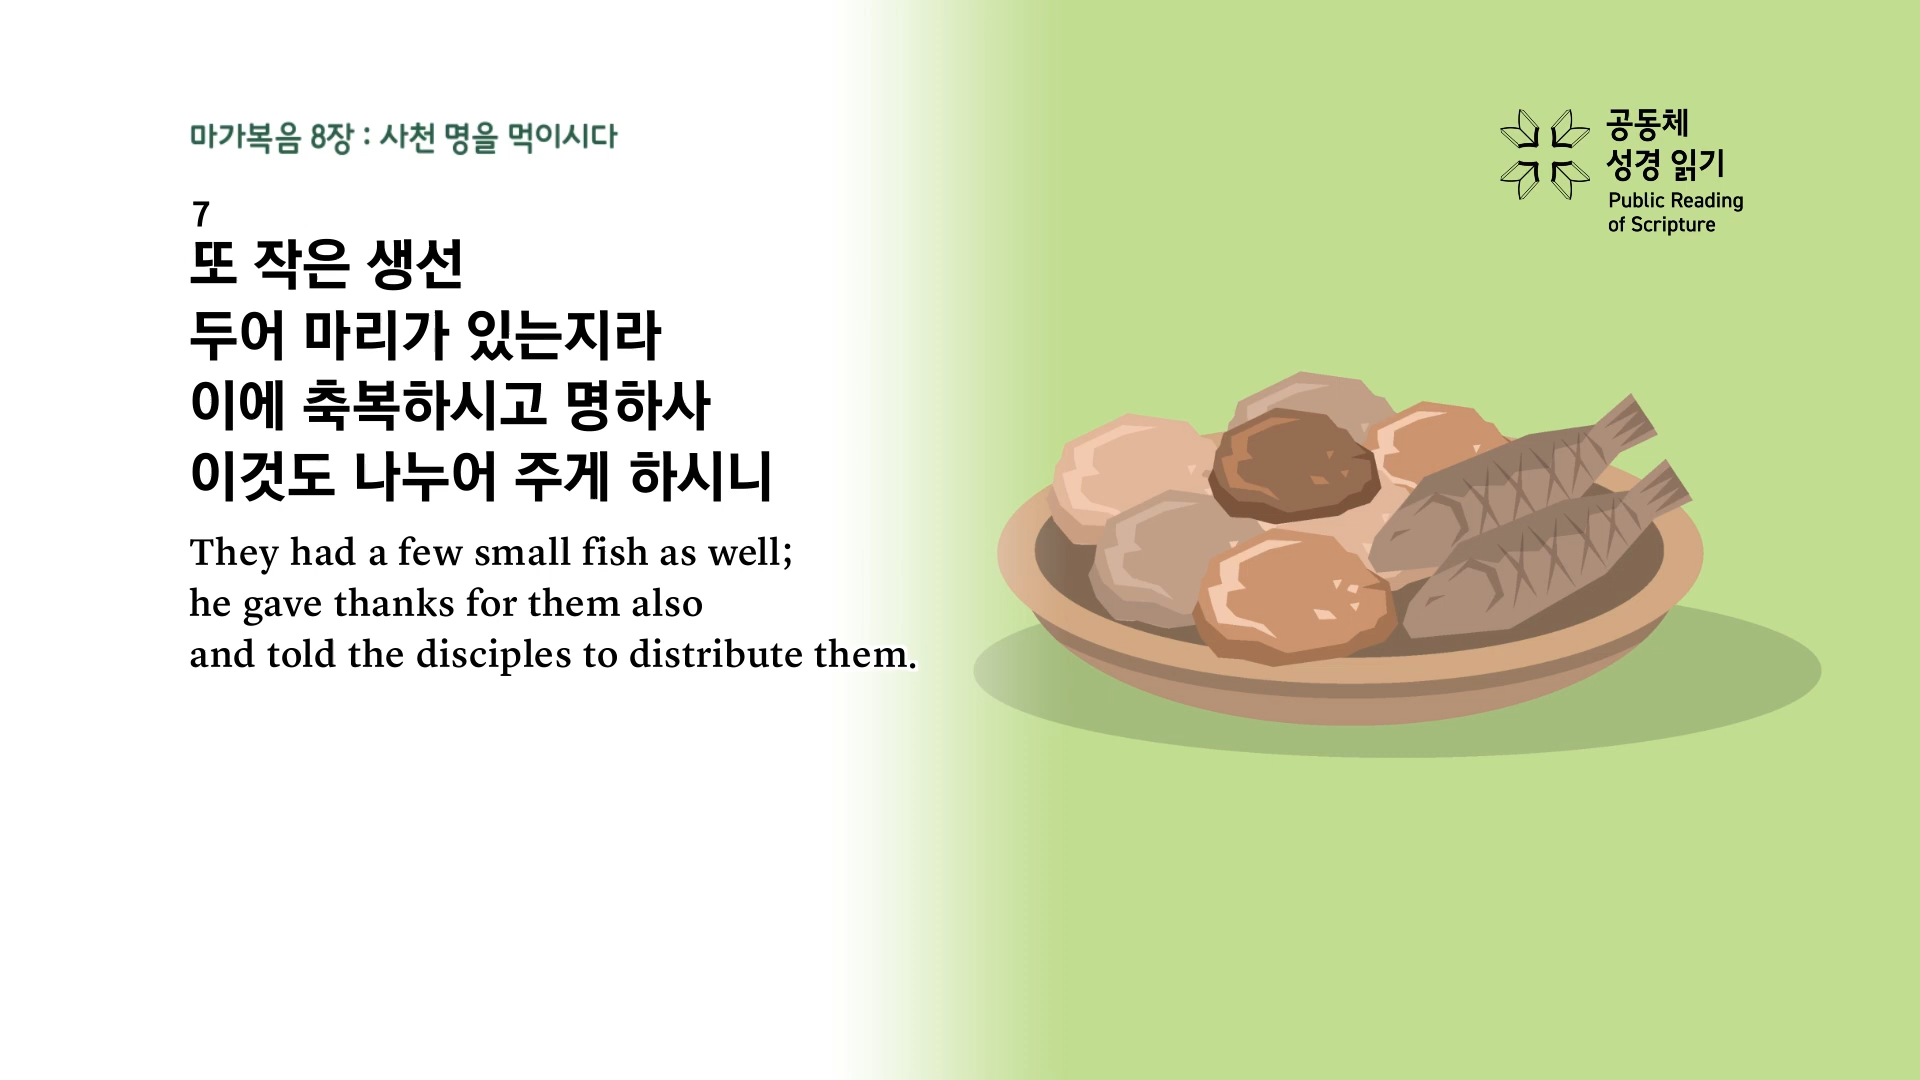 마가복음 8장 : 사천 명을 먹이시다
7
또 작은 생선
두어 마리가 있는지라
이에 축복하시고 명하사
이것도 나누어 주게 하시니
They had a few small fish as well;
he gave thanks for them also
and told the disciples to distribute them.
공동체
성경 읽기
Public Reading
of Scripture